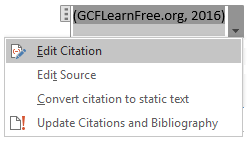 (GCFLearnFree.org, 2016)
Edit Citation
Edit Source
Convert citation to static text
Update Citations and Bibliography